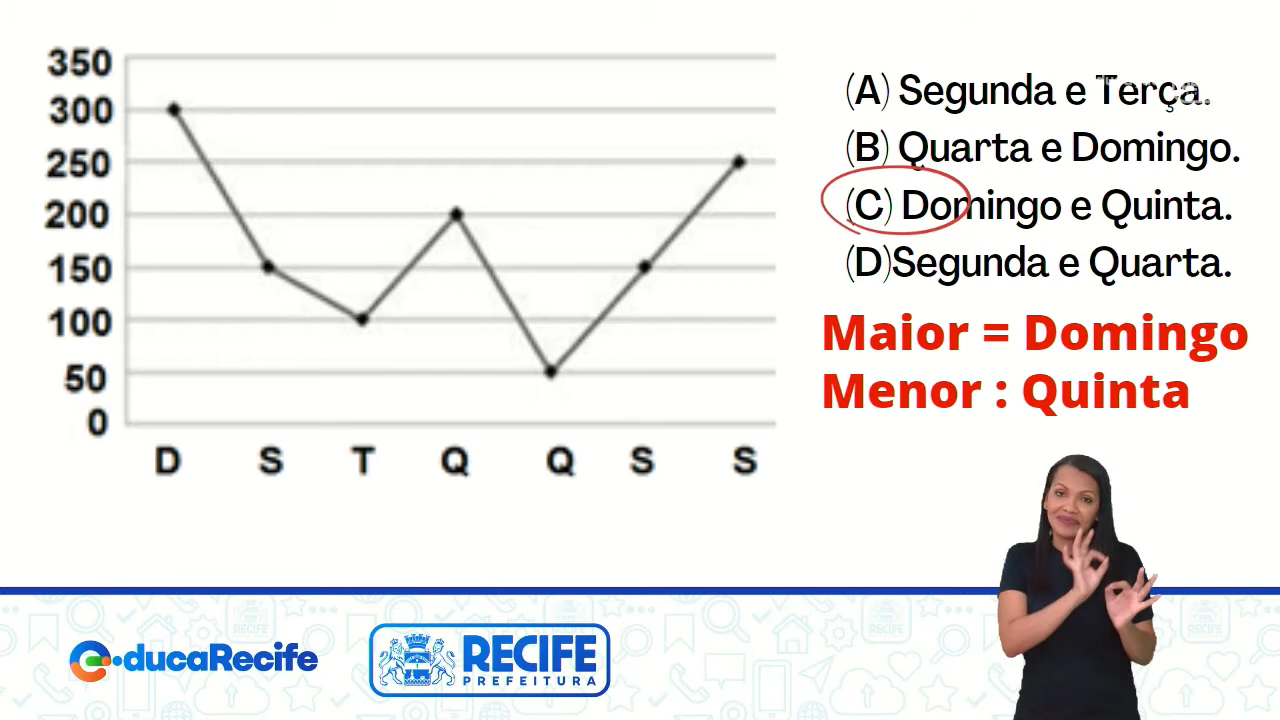 350
300
250
200
150
100
50
0
D S T Q Q S S
(A) Segunda e Terça.
(B) Quarta e Domingo.
(C) Domingo e Quinta.
(D)Segunda e Quarta.
Maior = Domingo
Menor : Quinta
educaRecife
RECIFE
PREFEITURA